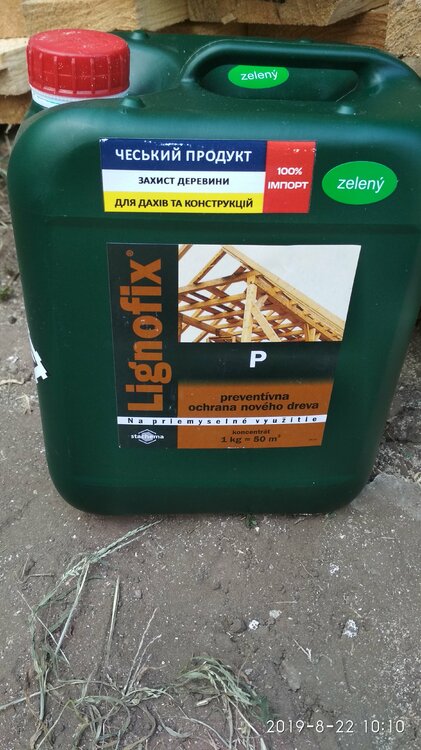 zelený
ЧЕСЬКИЙ ПРОДУКТ
ЗАХИСТ ДЕРЕВИНИ
ДЛЯ ДАХІВ ТА КОНСТРУКЦІЙ
100%
ІМПОРТ
zelený
Lignofix®
P
preventívna
ochrana nového dreva
Na priemyselné využitie
koncentrát
1 kg = 50 m²
stachema
2019-8-22 10:10